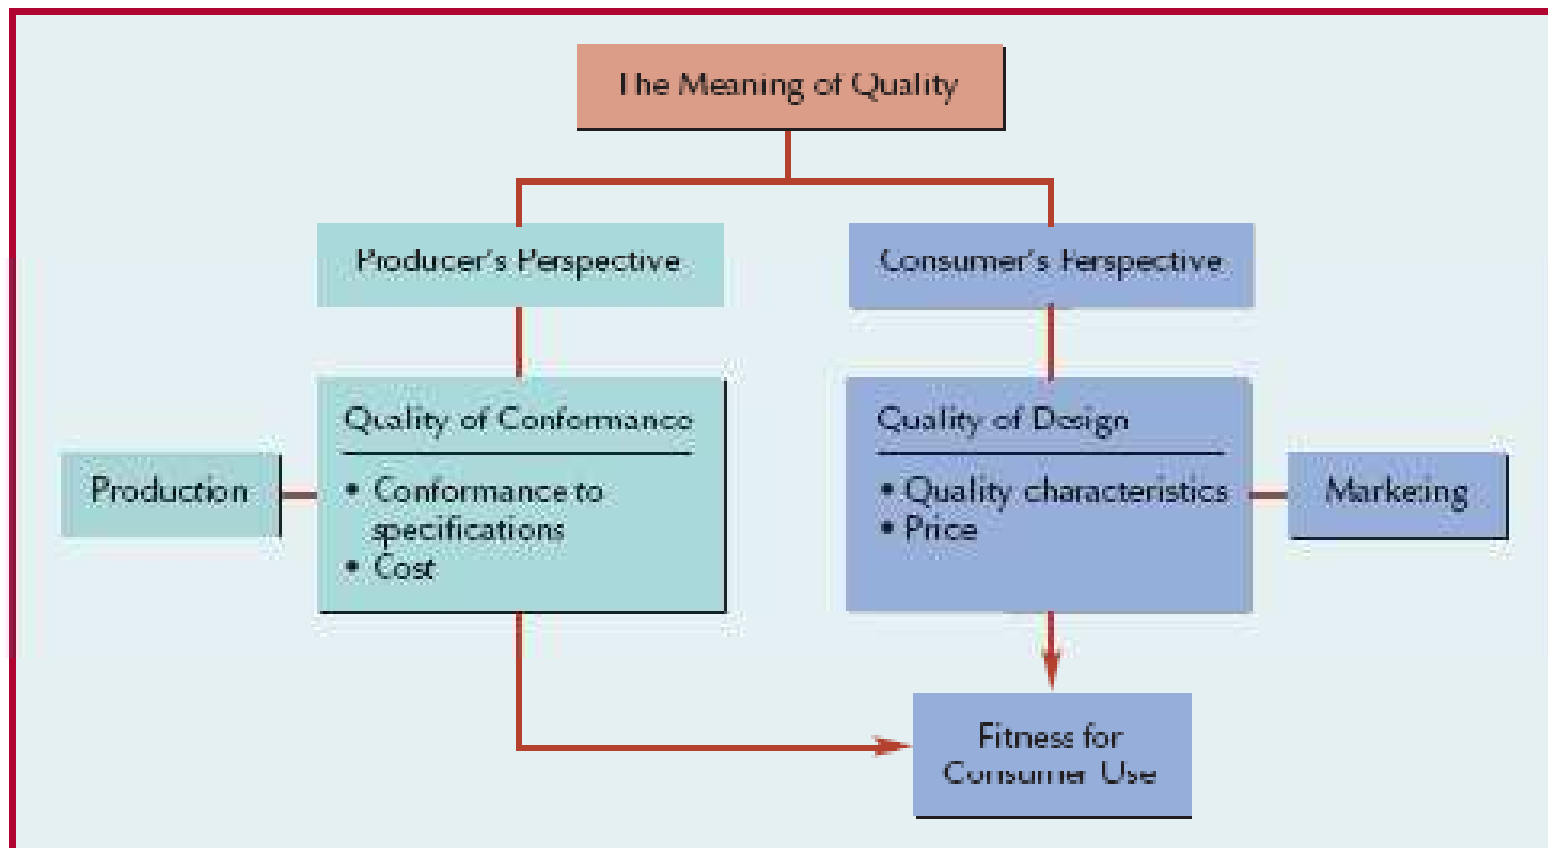 The Meaning of Quality
Producer's Perspective
Consumer's Perspective
Quality of Conformance
• Conformance to
specifications
• Cost
Quality of Design
• Quality characteristics
• Price
Production
Marketing
Fitness for
Consumer Use